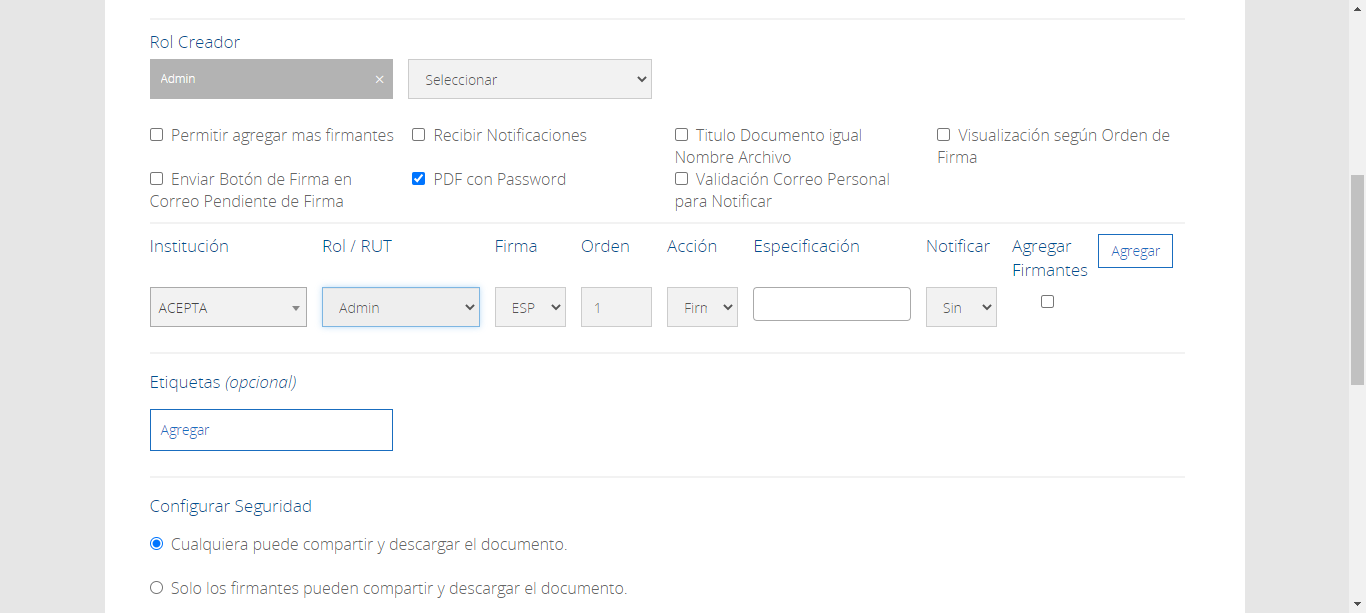 Rol Creador
Admin ×
Seleccionar
Permitir agregar mas firmantes
Recibir Notificaciones
Titulo Documento igual
Nombre Archivo
Visualización según Orden de
Firma
Enviar Botón de Firma en
Correo Pendiente de Firma
PDF con Password
Validación Correo Personal
para Notificar
Institución Rol / RUT Firma Orden Acción Especificación Notificar Agregar
Firmantes
Agregar
ACEPTA Admin ESP 1 Firn Sin
Etiquetas (opcional)
Agregar
Configurar Seguridad
Cualquiera puede compartir y descargar el documento.
Solo los firmantes pueden compartir y descargar el documento.